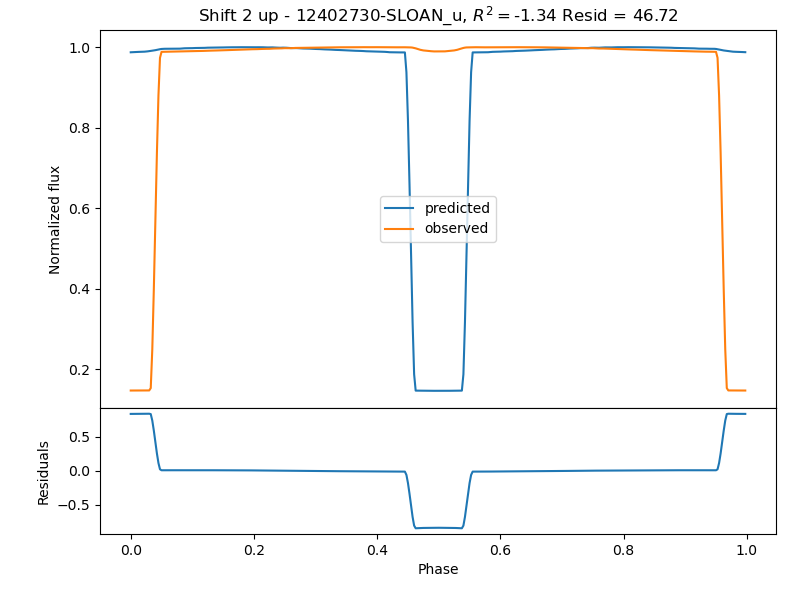 Shift 2 up - 12402730-SLOAN_u, $R^2 = $-1.34 Resid = 46.72
1.0
0.8
0.6
0.4
0.2
Normalized flux
predicted
observed
0.5
0.0
−0.5
Residuals
0.0 0.2 0.4 0.6 0.8 1.0
Phase